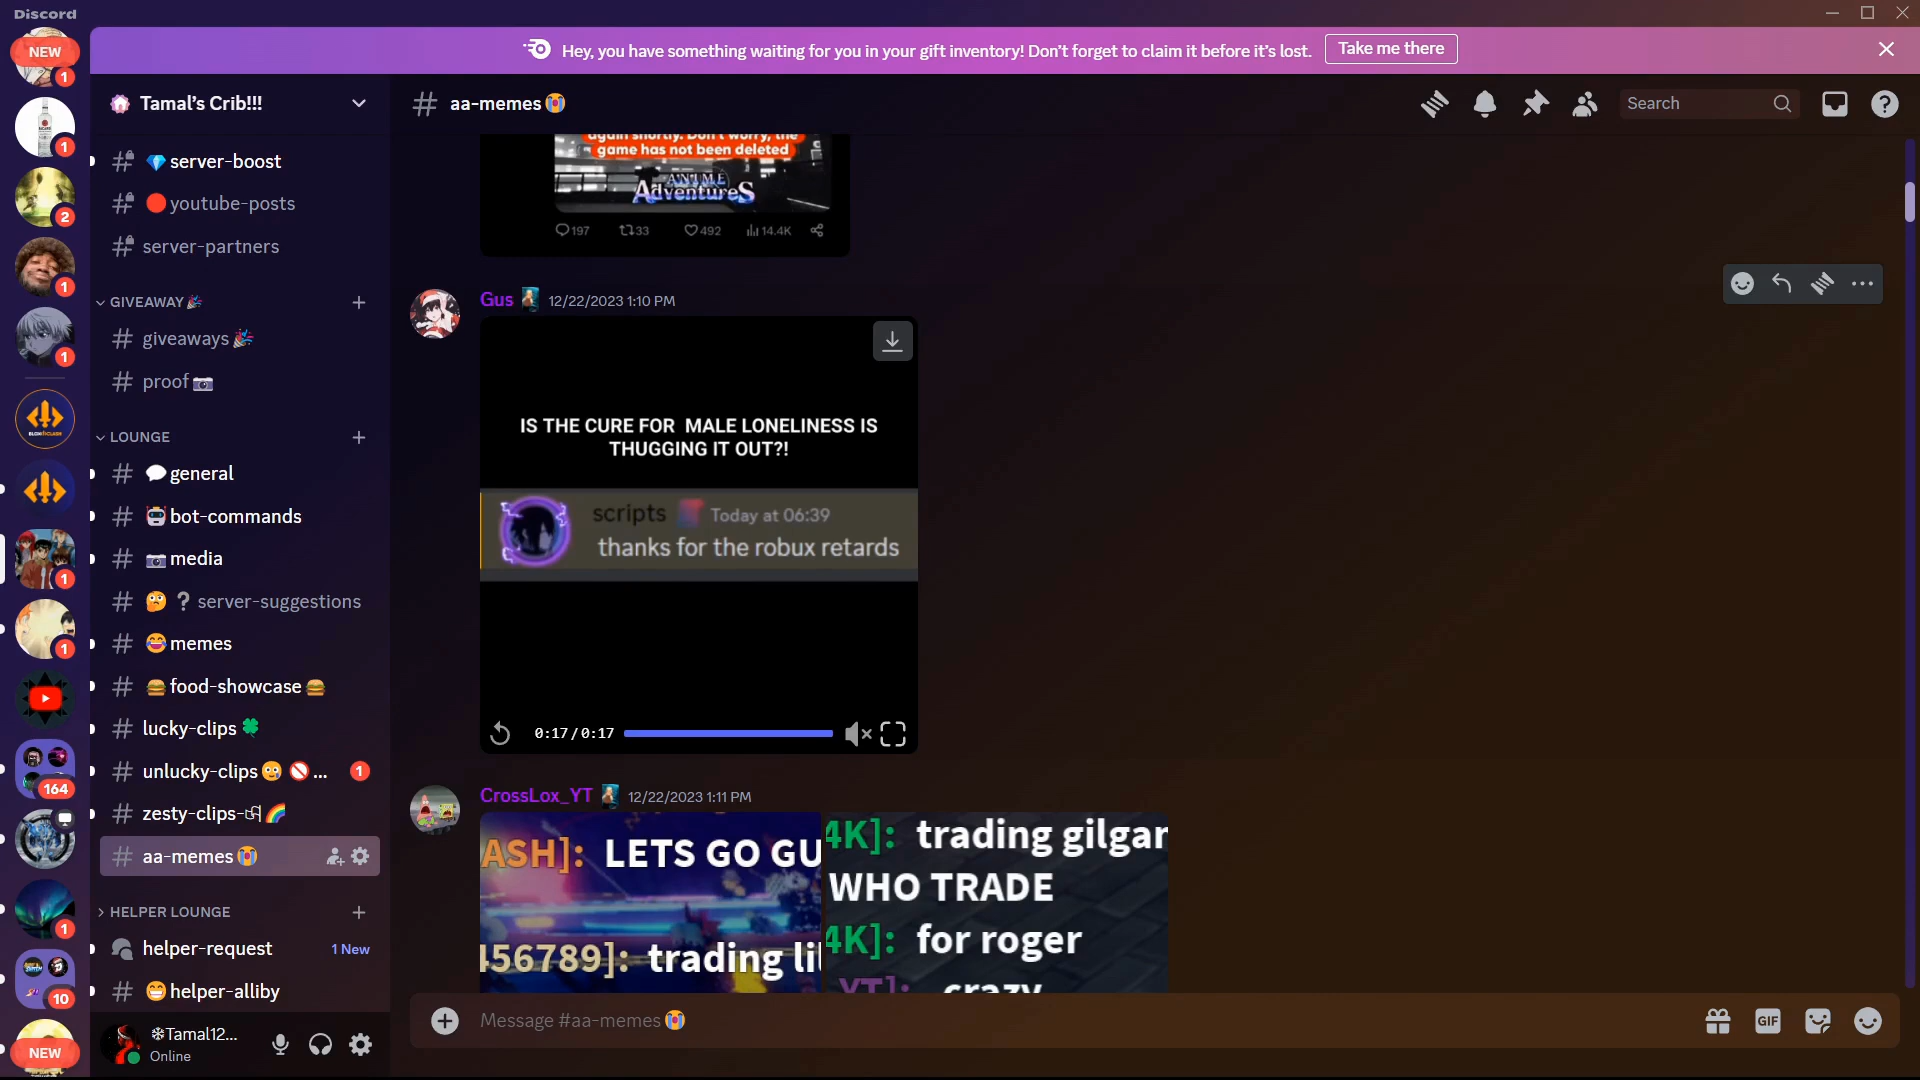 Discord
NEW
Hey, you have something waiting for you in your gift inventory! Don't forget to claim it before it's lost.
Take me there
1
1
2
1
1
BLOXCLASH
1
1
164
1
10
NEW
Tamal's Crib!!!
server-boost
youtube-posts
server-partners
GIVEAWAY
giveaways
proof
LOUNGE
general
bot-commands
media
server-suggestions
memes
food-showcase
lucky-clips
unlucky-clips ...
1
zesty-clips-
aa-memes
HELPER LOUNGE
helper-request
1 New
helper-alliby
❄Tamal12...
Online
aa-memes
Search
again shortly. Don't worry, the
game has not been deleted
ANIME
AdventureS
197
33
492
14.4K
Gus
12/22/2023 1:10 PM
IS THE CURE FOR MALE LONELINESS IS
THUGGING IT OUT?!
scripts
Today at 06:39
thanks for the robux retards
0:17/0:17
CrossLox_YT
12/22/2023 1:11 PM
ASH]: LETS GO GU
456789]: trading lil
4K]: trading gilgar
WHO TRADE
4K]: for roger
YT]: crazy
Message #aa-memes
GIF